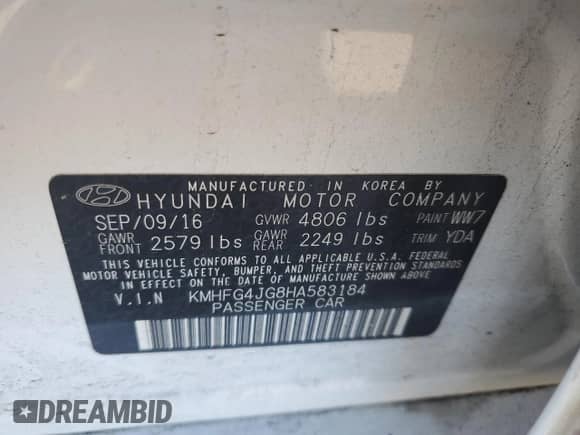 MANUFACTURED IN KOREA BY
HYUNDAI MOTOR COMPANY
SEP/09/16 GVWR 4806 lbs PAINT WW7
GAWR FRONT 2579 lbs GAWR REAR 2249 lbs TRIM YDA
THIS VEHICLE CONFORMS TO ALL APPLICABLE U.S.A. FEDERAL
MOTOR VEHICLE SAFETY, BUMPER, AND THEFT PREVENTION STANDARDS
IN EFFECT ON THE DATE OF MANUFACTURE SHOWN ABOVE.
V.I.N KMHFG4JG8HA583184
PASSENGER CAR
DREAMBID